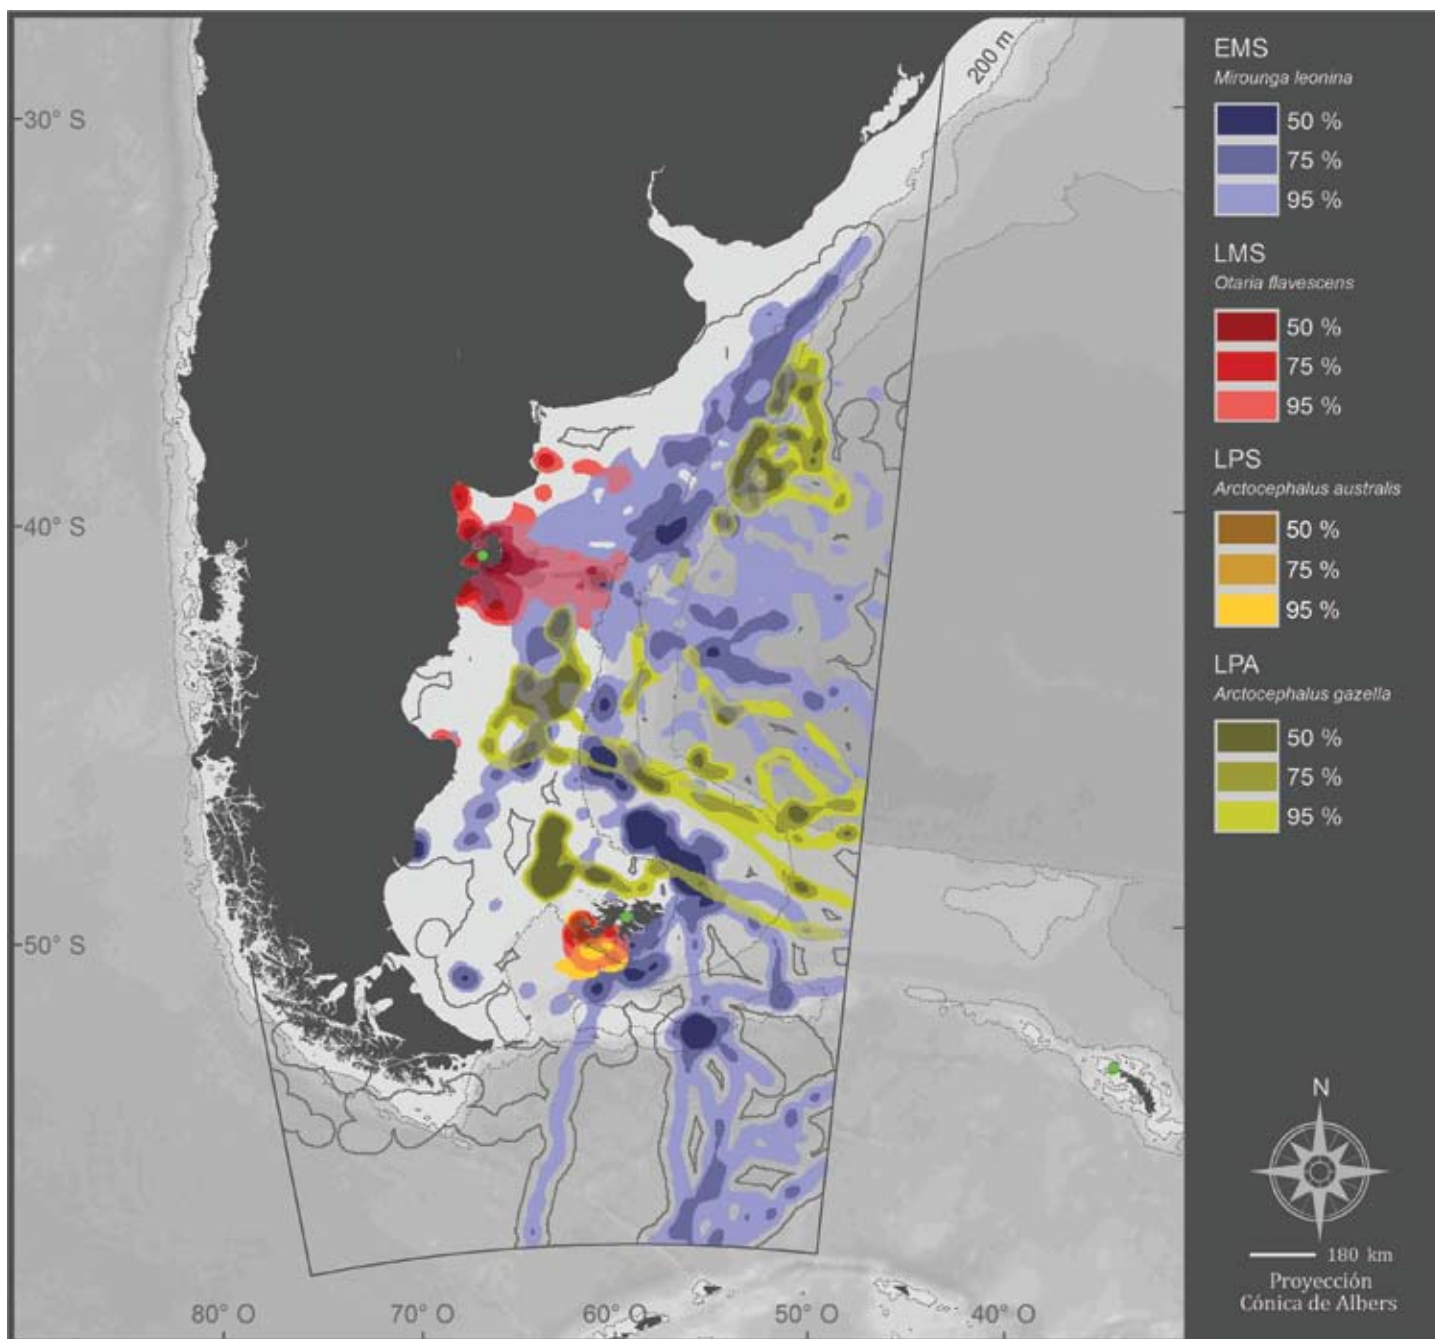 200 m
30° S
40° S
50° S
80° O
70° O
60° O
50° O
40° O
EMS
Mirounga leonina
50 %
75 %
95 %
LMS
Otaria flavescens
50 %
75 %
95 %
LPS
Arctocephalus australis
50 %
75 %
95 %
LPA
Arctocephalus gazella
50 %
75 %
95 %
N
180 km
Proyección
Cónica de Albers